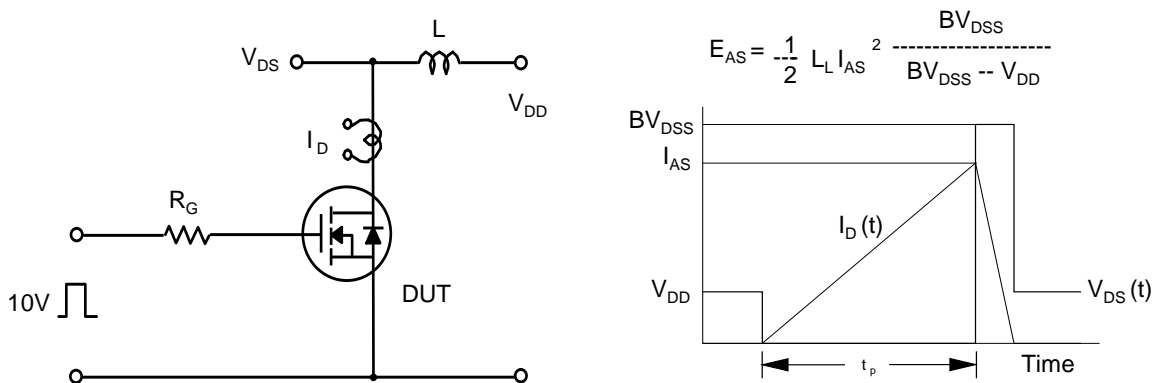 L
V_DS
V_DD
I_D
R_G
10V
DUT
E_AS = 1/2 L_L I_AS^2 BV_DSS / BV_DSS -- V_DD
BV_DSS
I_AS
I_D (t)
V_DD
V_DS (t)
t_p
Time